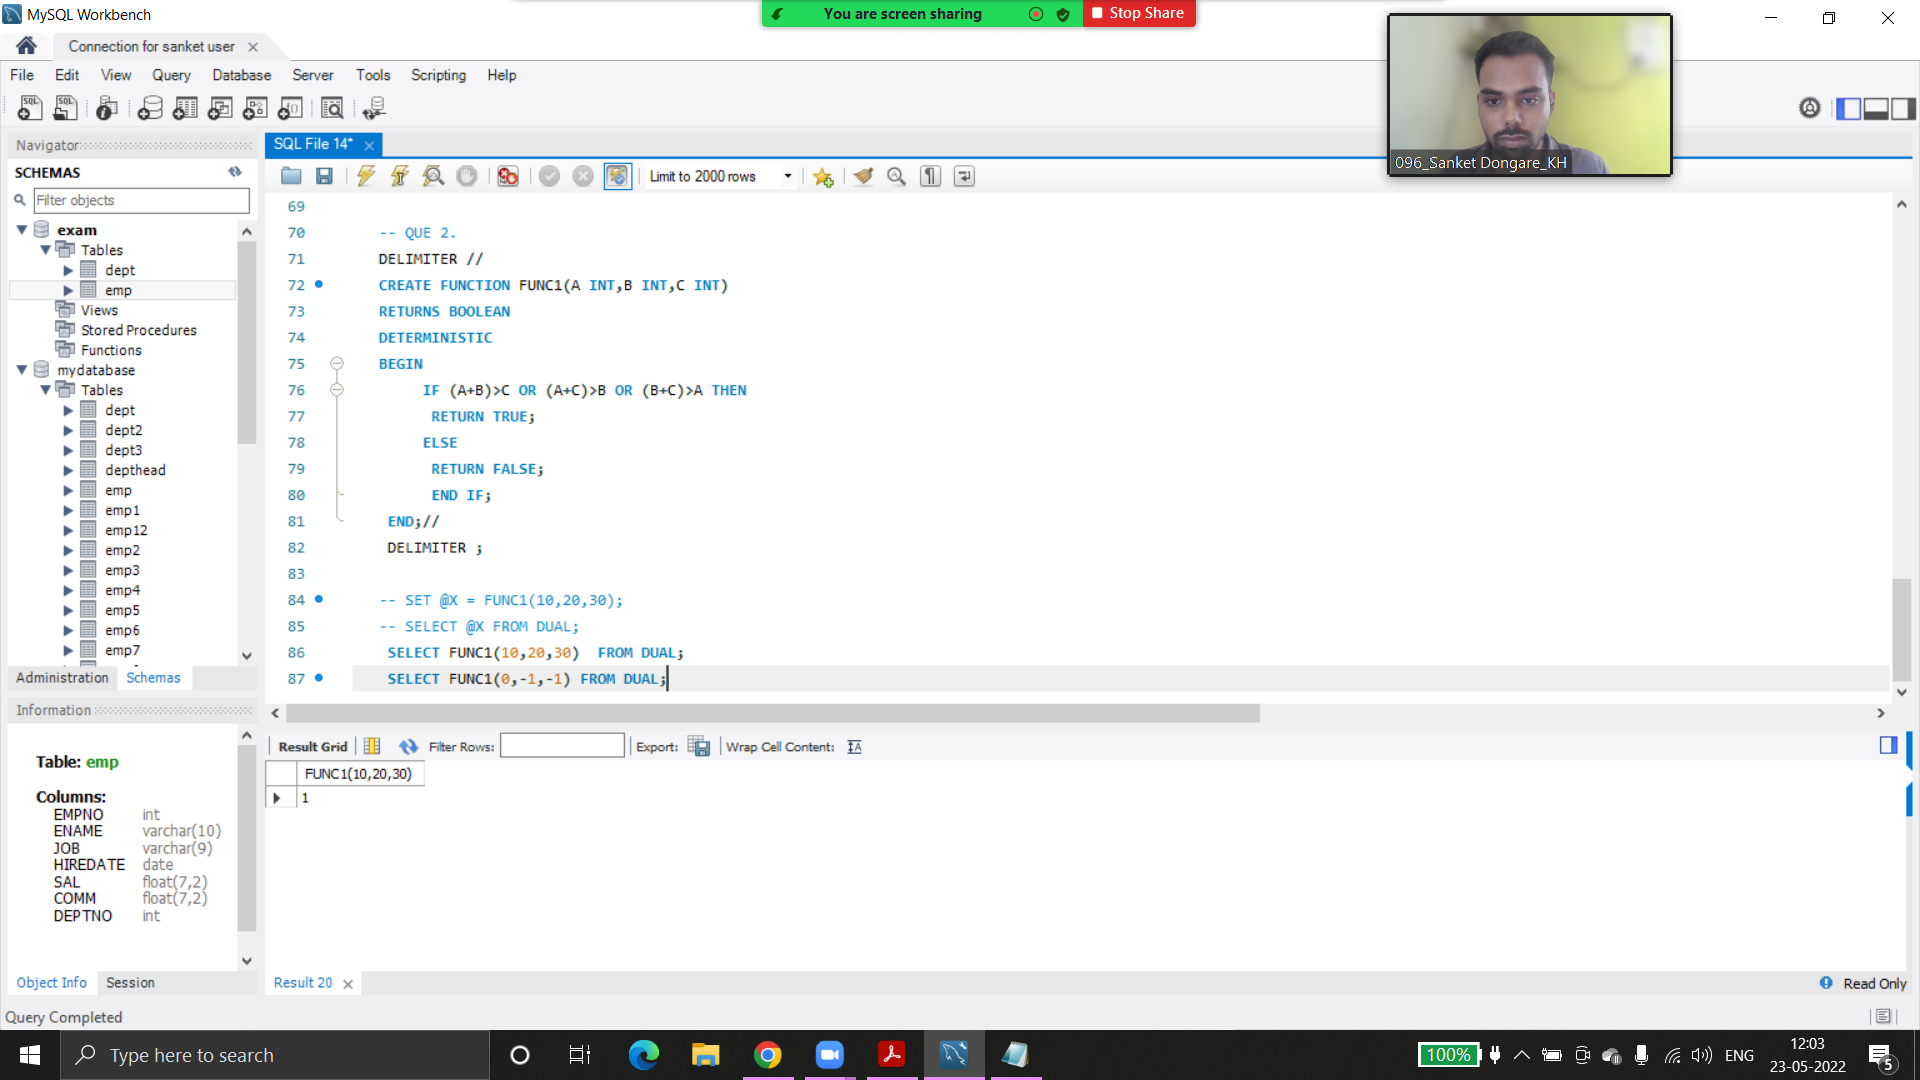 MySQL Workbench
You are screen sharing
Stop Share
Connection for sanket user
File Edit View Query Database Server Tools Scripting Help
096_Sanket Dongare_KH
Navigator
SCHEMAS
Filter objects
exam
Tables
dept
emp
Views
Stored Procedures
Functions
mydatabase
Tables
dept
dept2
dept3
depthead
emp
emp1
emp12
emp2
emp3
emp4
emp5
emp6
emp7
Administration Schemas
Information
Table: emp
Columns:
EMPNO int
ENAME varchar(10)
JOB varchar(9)
HIREDATE date
SAL float(7,2)
COMM float(7,2)
DEPTNO int
Object Info Session
SQL File 14*
Limit to 2000 rows
69
70 -- QUE 2.
71 DELIMITER //
72 CREATE FUNCTION FUNC1(A INT,B INT,C INT)
73 RETURNS BOOLEAN
74 DETERMINISTIC
75 BEGIN
76 IF (A+B)>C OR (A+C)>B OR (B+C)>A THEN
77 RETURN TRUE;
78 ELSE
79 RETURN FALSE;
80 END IF;
81 END;//
82 DELIMITER ;
83
84 -- SET @X = FUNC1(10,20,30);
85 -- SELECT @X FROM DUAL;
86 SELECT FUNC1(10,20,30)  FROM DUAL;
87 SELECT FUNC1(0,-1,-1) FROM DUAL;
Result Grid Filter Rows: Export: Wrap Cell Content:
FUNC1(10,20,30)
1
Result 20
Read Only
Query Completed
Type here to search
100%
ENG
12:03
23-05-2022
5